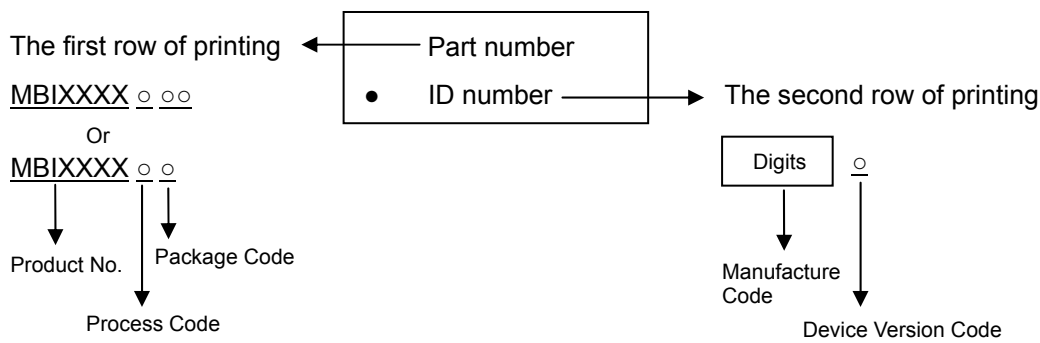 The first row of printing
Part number
● ID number
The second row of printing
MBIXXXX ○ ○○
Or
MBIXXXX ○ ○
Product No.
Package Code
Process Code
Digits ○
Manufacture
Code
Device Version Code